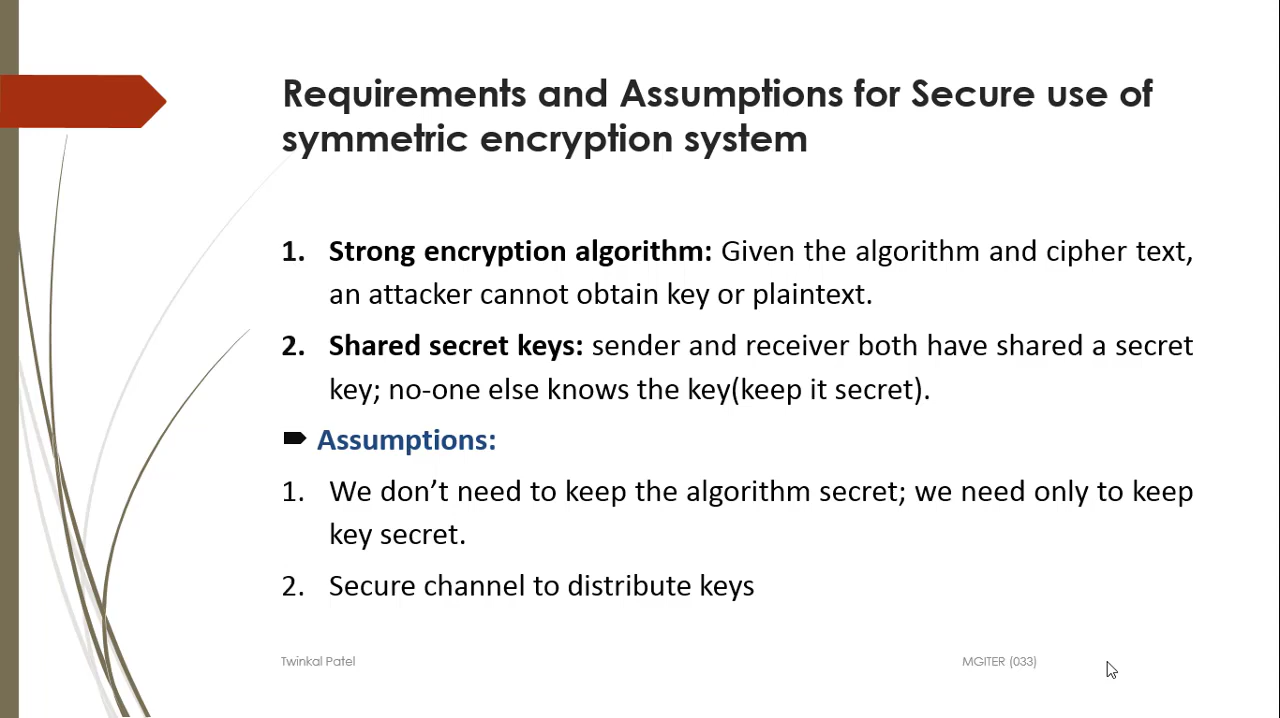 Requirements and Assumptions for Secure use of
symmetric encryption system
1. Strong encryption algorithm: Given the algorithm and cipher text,
an attacker cannot obtain key or plaintext.
2. Shared secret keys: sender and receiver both have shared a secret
key; no-one else knows the key(keep it secret).
Assumptions:
1. We don’t need to keep the algorithm secret; we need only to keep
key secret.
2. Secure channel to distribute keys
Twinkal Patel MGITER (033)